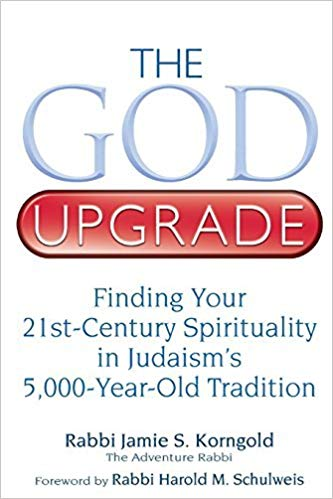 THE
GOD
UPGRADE
Finding Your
21st-Century Spirituality
in Judaism's
5,000-Year-Old Tradition
Rabbi Jamie S. Korngold
The Adventure Rabbi
Foreword by Rabbi Harold M. Schulweis